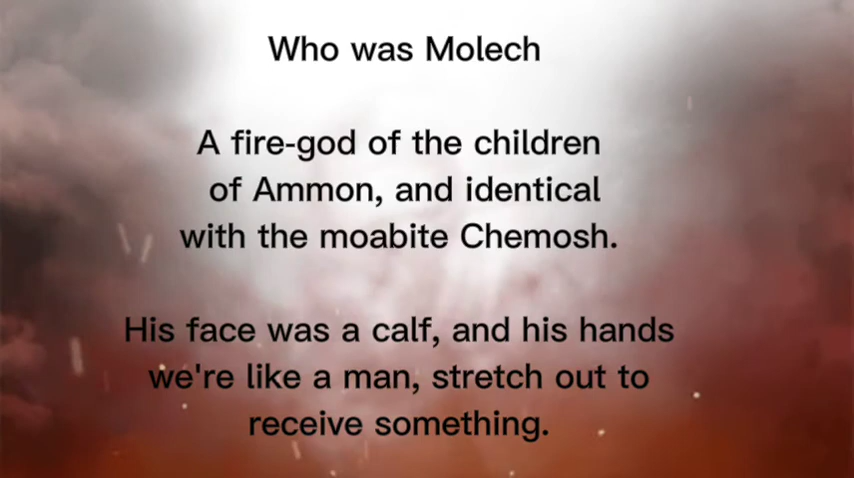 Who was Molech
A fire-god of the children
of Ammon, and identical
with the moabite Chemosh.
His face was a calf, and his hands
we're like a man, stretch out to
receive something.